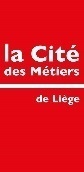 la Cité
des Métiers
de Liège